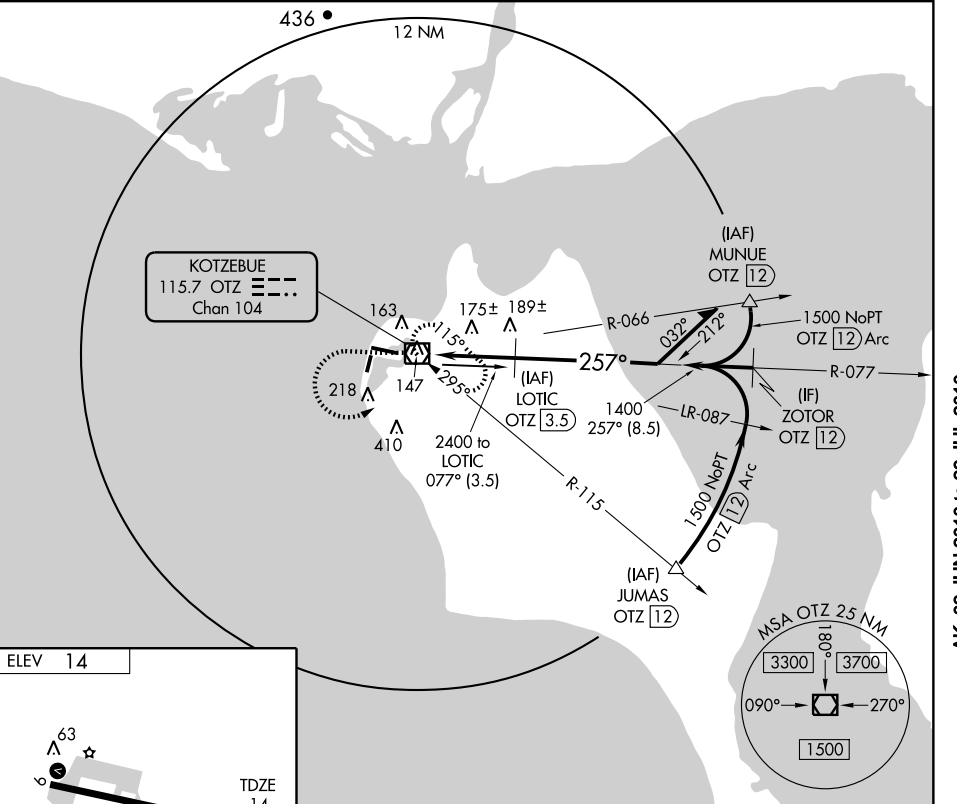 436
12 NM
(IAF)
MUNUE
OTZ 12
KOTZEBUE
115.7 OTZ
Chan 104
163
175±
189±
R-066
032°
212°
1500 NoPT
OTZ 12 Arc
115°
257°
R-077
295°
147
218
(IAF)
LOTIC
OTZ 3.5
1400
257° (8.5)
LR-087
(IF)
ZOTOR
OTZ 12
410
2400 to
LOTIC
077° (3.5)
R-115
1500 NoPT
OTZ 12 Arc
(IAF)
JUMAS
OTZ 12
MSA OTZ 25 NM
180°
3300
3700
090°
270°
1500
ELEV 14
63
V
9
TDZE
14